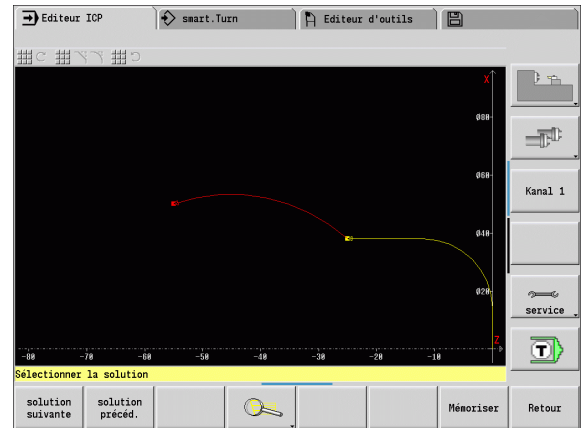 Editeur ICP
smart.Turn
Editeur d'outils
X
Ø80
Ø60
Kanal 1
Ø40
Ø20
service
Z
T
-80 -70 -60 -50 -40 -30 -20 -10
Sélectionner la solution
solution suivante
solution précéd.
Mémoriser
Retour